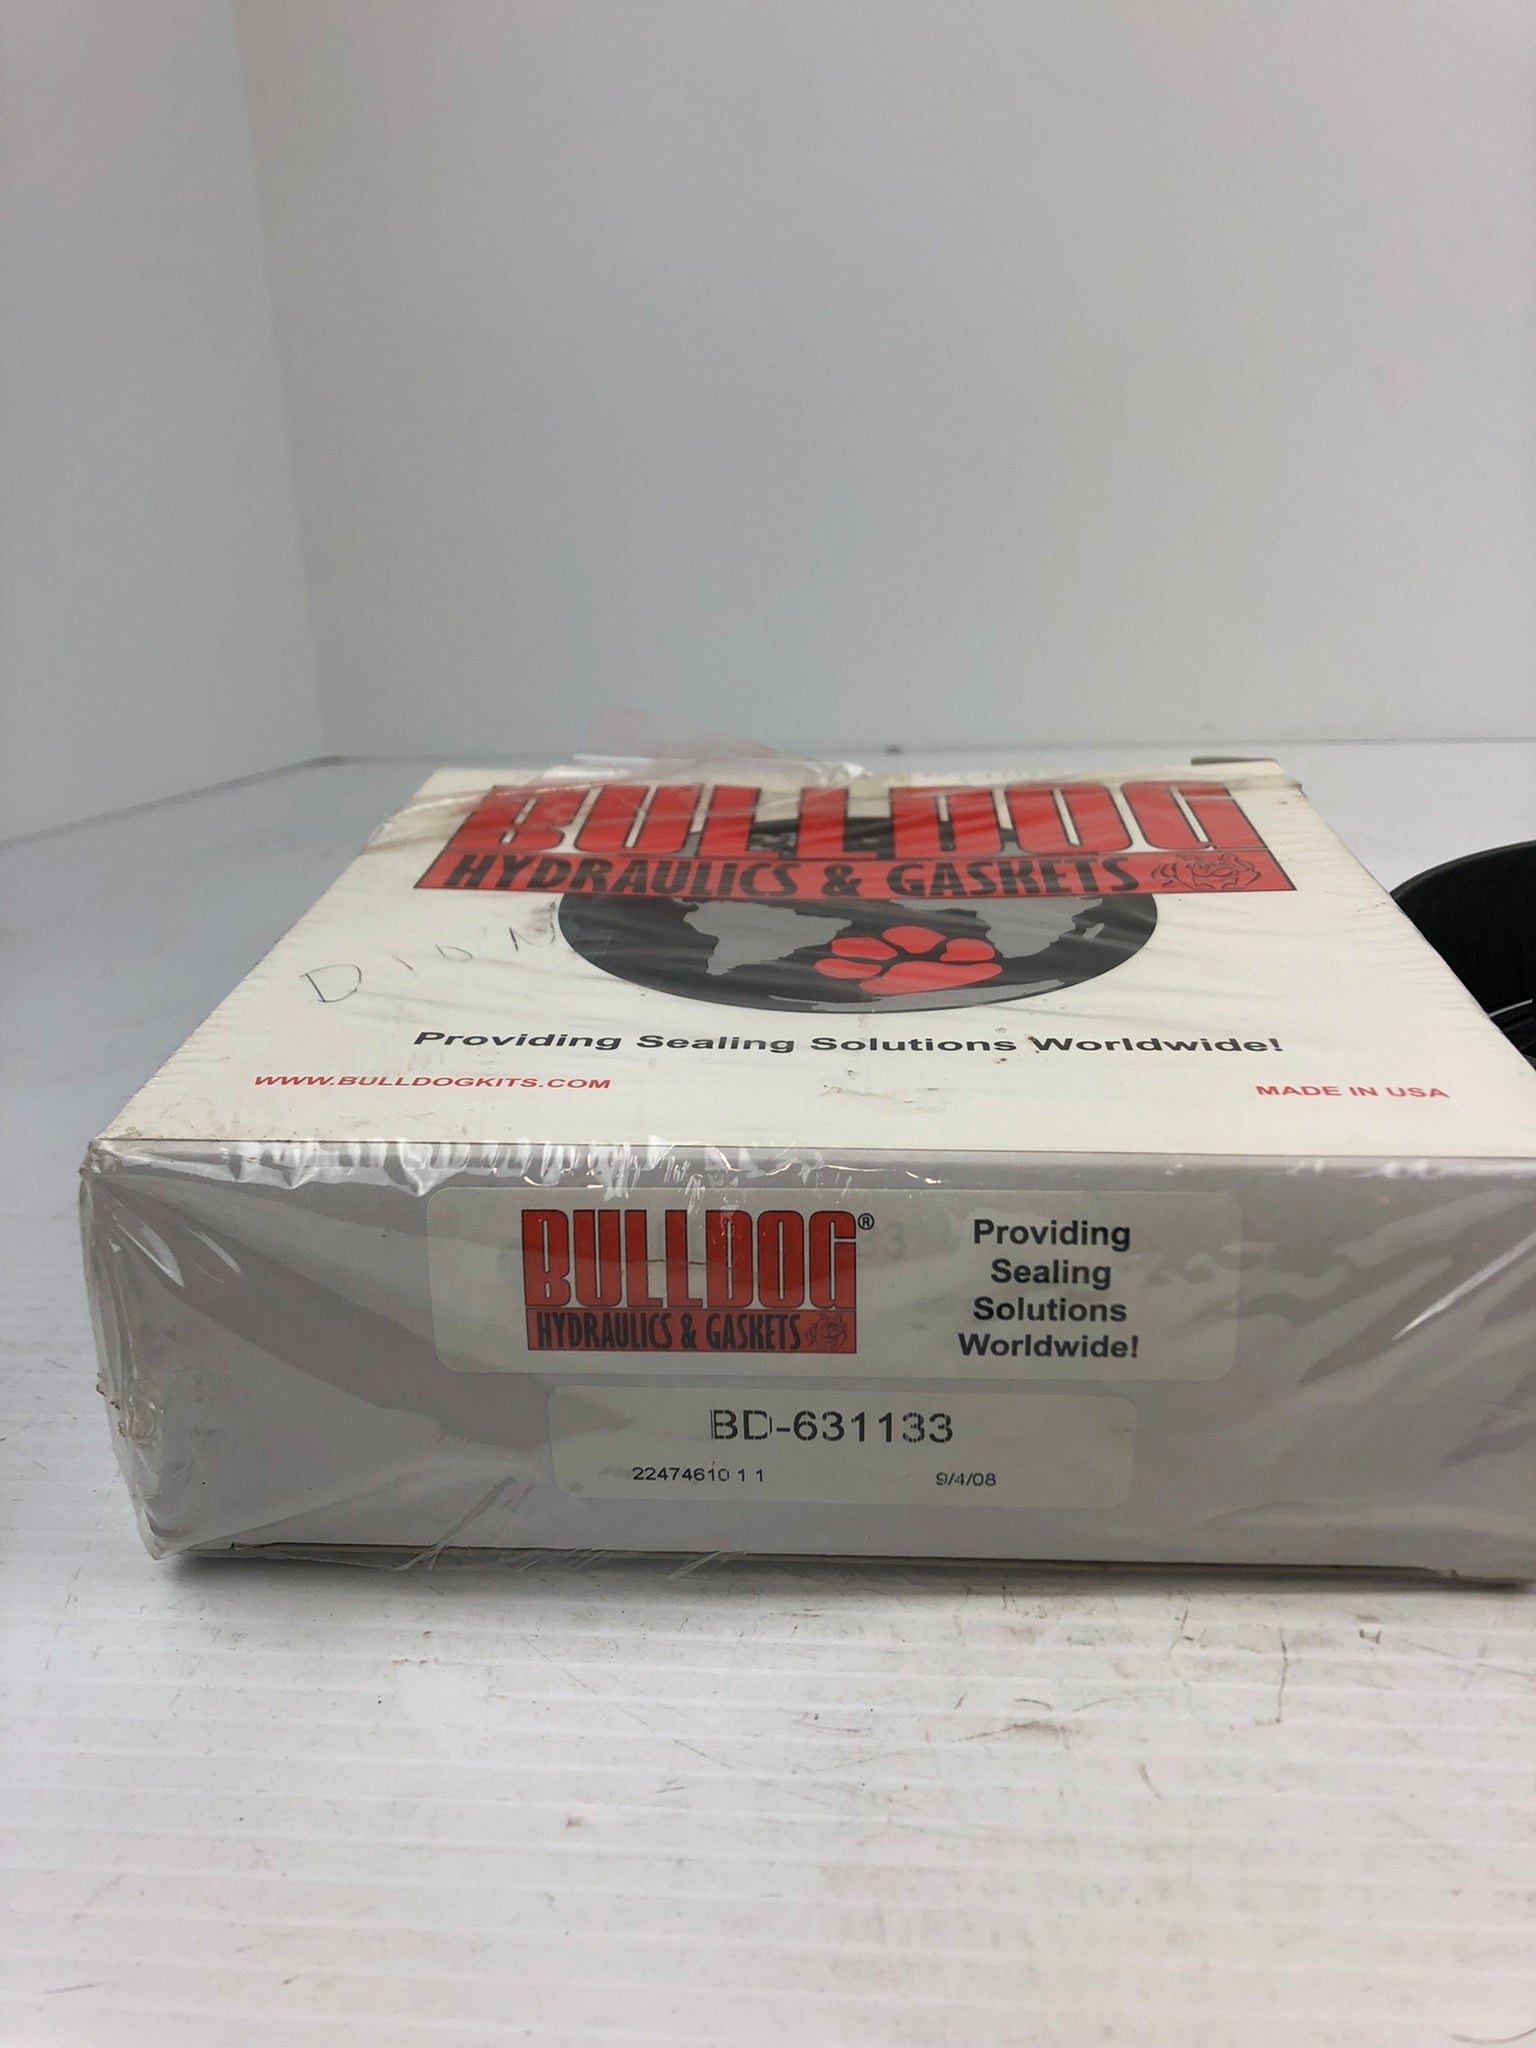 BULLDOG
HYDRAULICS & GASKETS
Providing Sealing Solutions Worldwide!
WWW.BULLDOGKITS.COM
MADE IN USA
BULLDOG®
HYDRAULICS & GASKETS
Providing
Sealing
Solutions
Worldwide!
BD-631133
22474610 1 1
9/4/08